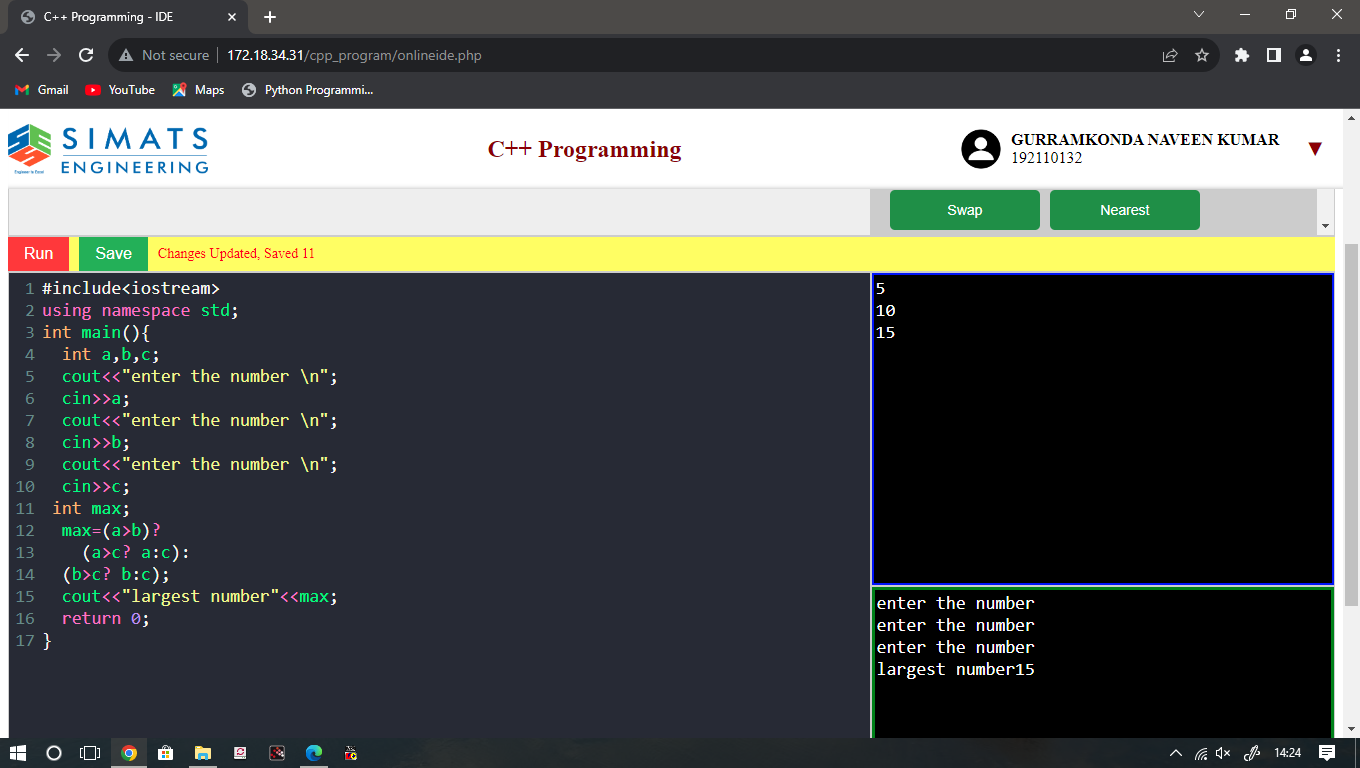 C++ Programming - IDE
Not secure 172.18.34.31/cpp_program/onlineide.php
Gmail YouTube Maps Python Programmi...
SIMATS
ENGINEERING
Engineer to Excel
C++ Programming
GURRAMKONDA NAVEEN KUMAR
192110132
Swap Nearest
Run Save Changes Updated, Saved 11
1 #include<iostream>
2 using namespace std;
3 int main(){
4   int a,b,c;
5   cout<<"enter the number \n";
6   cin>>a;
7   cout<<"enter the number \n";
8   cin>>b;
9   cout<<"enter the number \n";
10   cin>>c;
11  int max;
12   max=(a>b)?
13     (a>c? a:c):
14   (b>c? b:c);
15   cout<<"largest number"<<max;
16   return 0;
17 }
5
10
15
enter the number
enter the number
enter the number
largest number15
14:24